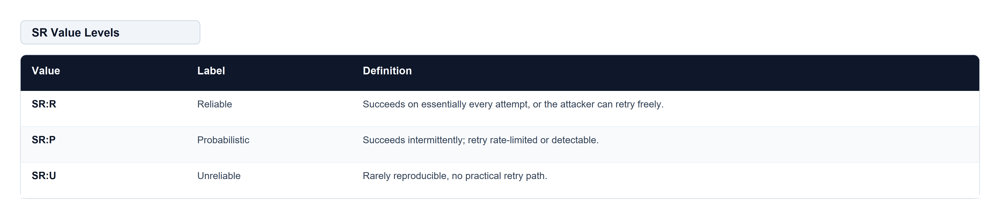 SR Value Levels
Value Label Definition
SR:R Reliable Succeeds on essentially every attempt, or the attacker can retry freely.
SR:P Probabilistic Succeeds intermittently; retry rate-limited or detectable.
SR:U Unreliable Rarely reproducible, no practical retry path.